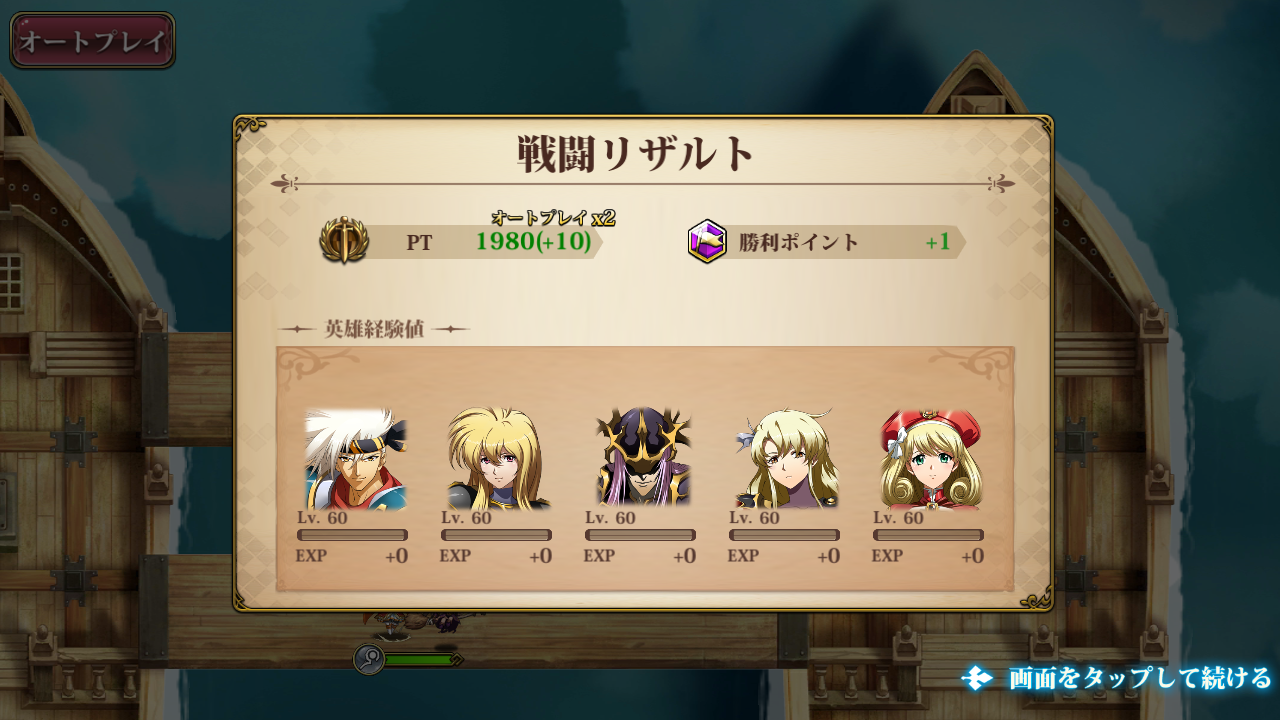 オートプレイ
戦闘リザルト
オートプレイ x2
PT 1980(+10)
勝利ポイント +1
英雄経験値
Lv. 60 Lv. 60 Lv. 60 Lv. 60 Lv. 60
EXP +0 EXP +0 EXP +0 EXP +0 EXP +0
画面をタップして続ける